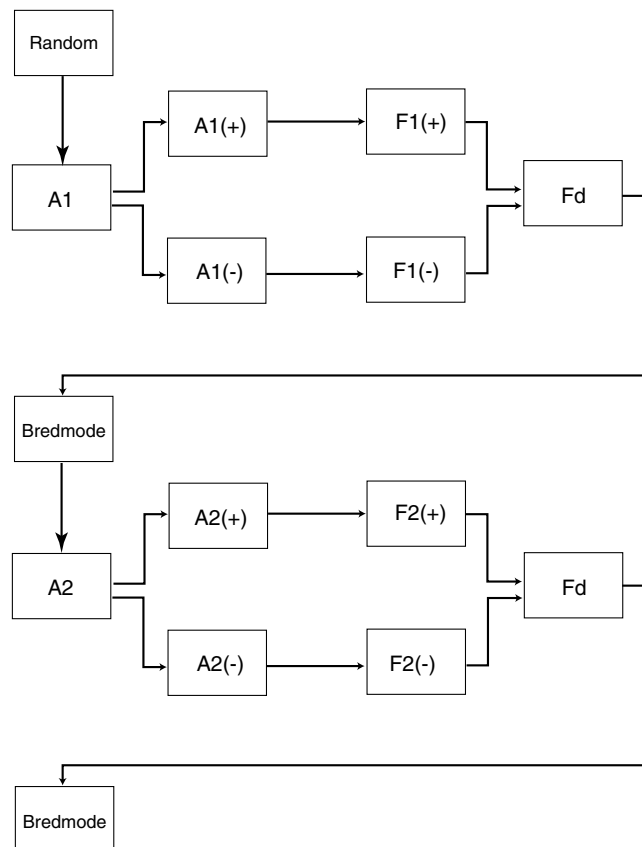 Random
A1(+)
F1(+)
A1
Fd
A1(-)
F1(-)
Bredmode
A2(+)
F2(+)
A2
Fd
A2(-)
F2(-)
Bredmode